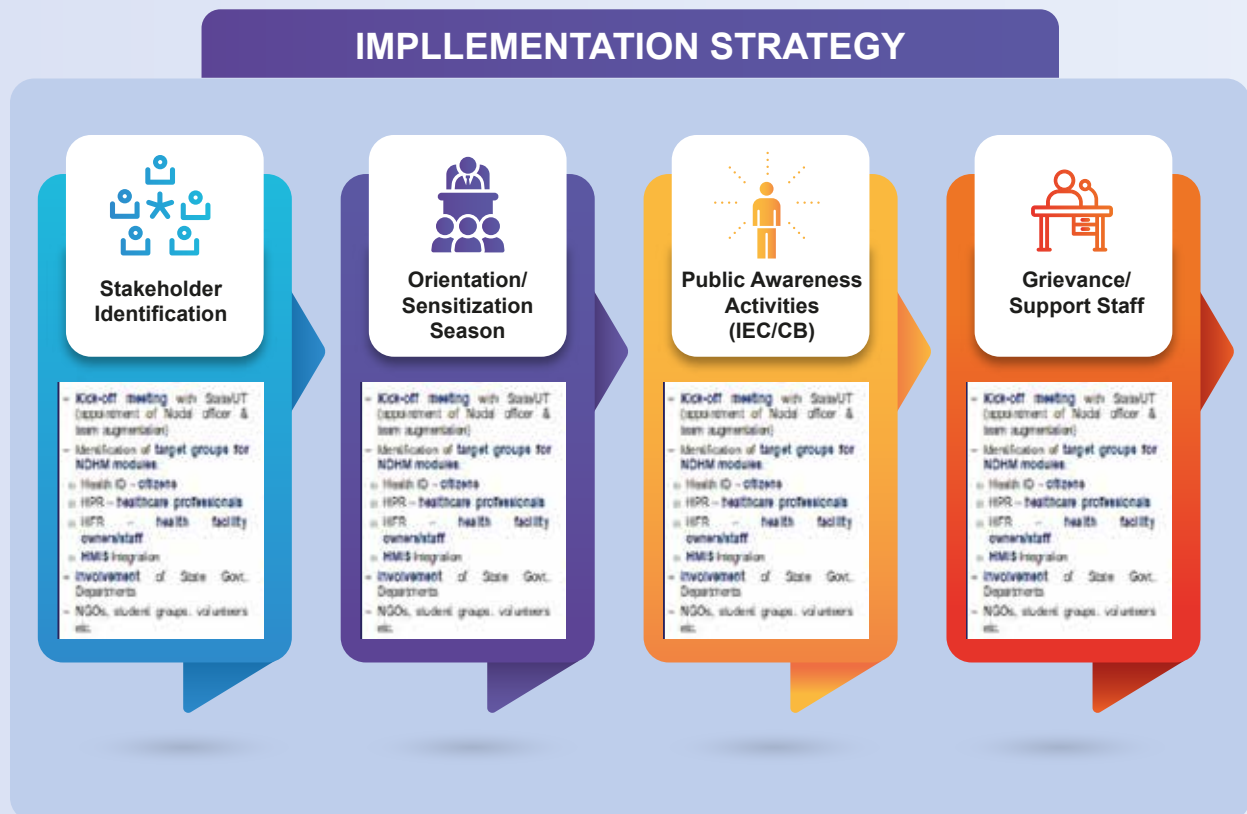 IMPLLEMENTATION STRATEGY
Stakeholder
Identification
– Kick-off meeting with State/UT
(appointment of Nodal officer &
team augmentation)
– Identification of target groups for
NDHM modules
Health ID – citizens
HPR – healthcare professionals
HFR – health facility
owners/staff
HMIS Integration
– Involvement of State Govt.
Departments
– NGOs, student groups, volunteers
etc.
Orientation/
Sensitization
Season
– Kick-off meeting with State/UT
(appointment of Nodal officer &
team augmentation)
– Identification of target groups for
NDHM modules
Health ID – citizens
HPR – healthcare professionals
HFR – health facility
owners/staff
HMIS Integration
– Involvement of State Govt.
Departments
– NGOs, student groups, volunteers
etc.
Public Awareness
Activities
(IEC/CB)
– Kick-off meeting with State/UT
(appointment of Nodal officer &
team augmentation)
– Identification of target groups for
NDHM modules
Health ID – citizens
HPR – healthcare professionals
HFR – health facility
owners/staff
HMIS Integration
– Involvement of State Govt.
Departments
– NGOs, student groups, volunteers
etc.
Grievance/
Support Staff
– Kick-off meeting with State/UT
(appointment of Nodal officer &
team augmentation)
– Identification of target groups for
NDHM modules
Health ID – citizens
HPR – healthcare professionals
HFR – health facility
owners/staff
HMIS Integration
– Involvement of State Govt.
Departments
– NGOs, student groups, volunteers
etc.